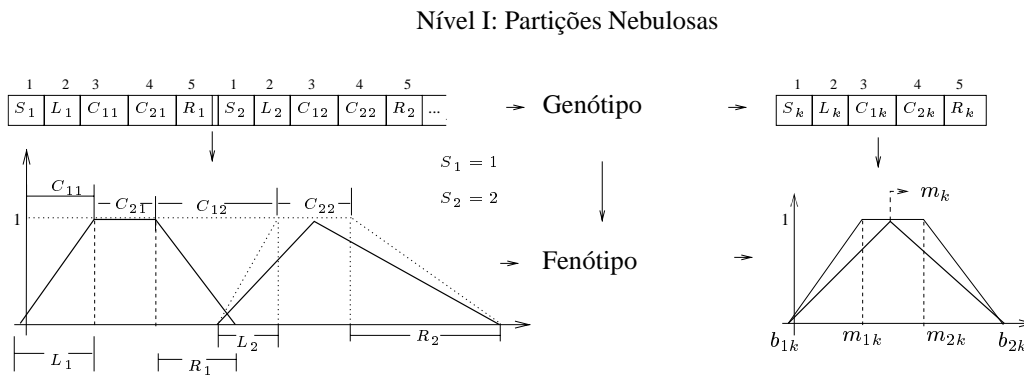 Nível I: Partições Nebulosas
1 2 3 4 5 1 2 3 4 5
S1 L1 C11 C21 R1 S2 L2 C12 C22 R2 ...
Genótipo
1 2 3 4 5
Sk Lk C1k C2k Rk
S1 = 1
S2 = 2
C11
C21 C12 C22
1
L1 R1 L2 R2
Fenótipo
mk
1
b1k m1k m2k b2k